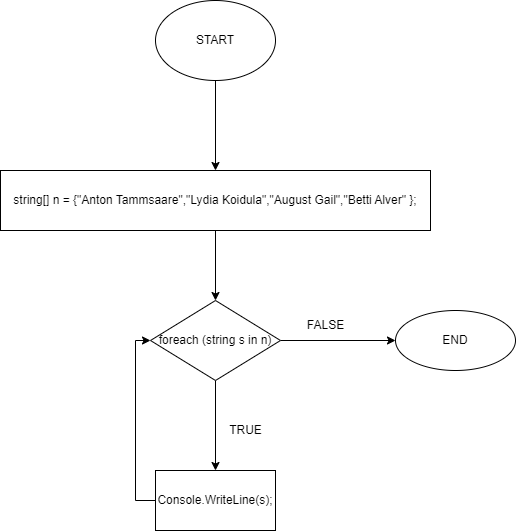 START
string[] n = {"Anton Tammsaare","Lydia Koidula","August Gail","Betti Alver" };
foreach (string s in n)
FALSE
END
TRUE
Console.WriteLine(s);